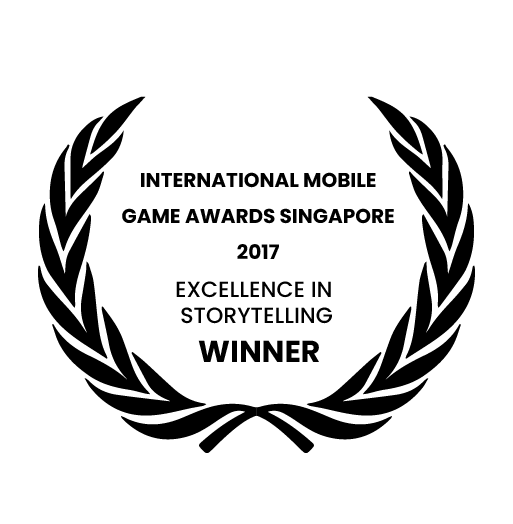 INTERNATIONAL MOBILE
GAME AWARDS SINGAPORE
2017
EXCELLENCE IN
STORYTELLING
WINNER